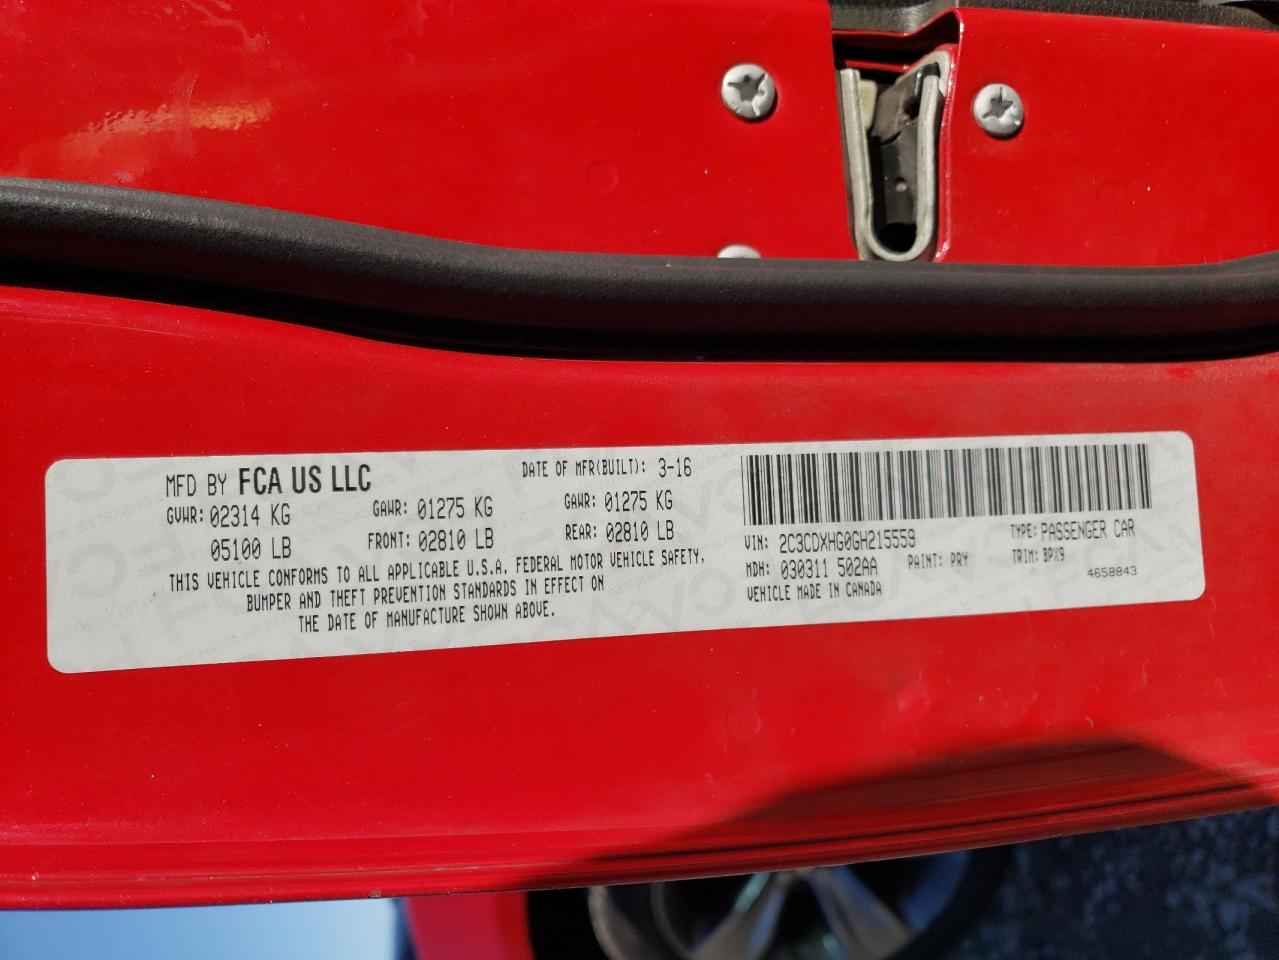 MFD BY FCA US LLC
DATE OF MFR(BUILT): 3-16
GVWR: 02314 KG
GAWR: 01275 KG
GAWR: 01275 KG
05100 LB
FRONT: 02810 LB
REAR: 02810 LB
THIS VEHICLE CONFORMS TO ALL APPLICABLE U.S.A. FEDERAL MOTOR VEHICLE SAFETY,
BUMPER AND THEFT PREVENTION STANDARDS IN EFFECT ON
THE DATE OF MANUFACTURE SHOWN ABOVE.
VIN: 2C3CDXHG0GH215559
TYPE: PASSENGER CAR
MDH: 030311 502AA
PAINT: PRY
TRIM: BPX9
VEHICLE MADE IN CANADA
4658843